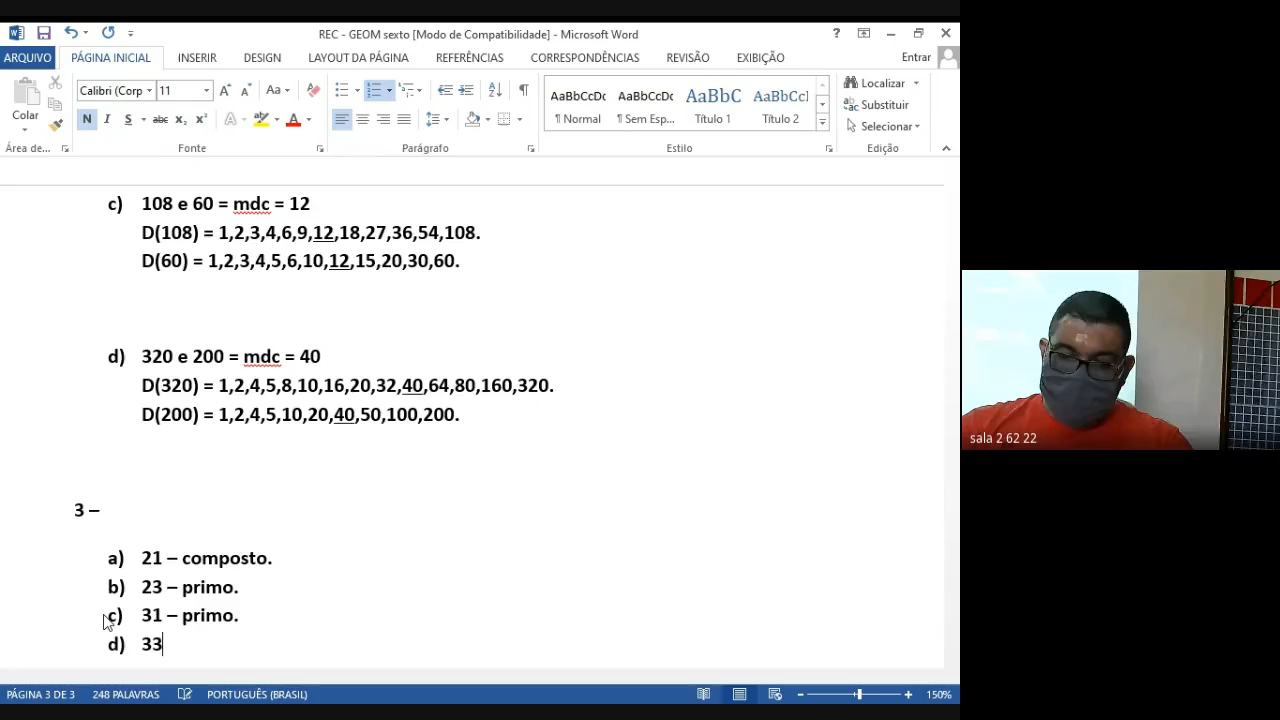 REC - GEOM sexto [Modo de Compatibilidade] - Microsoft Word
ARQUIVO PÁGINA INICIAL INSERIR DESIGN LAYOUT DA PÁGINA REFERÊNCIAS CORRESPONDÊNCIAS REVISÃO EXIBIÇÃO Entrar
Colar
Calibri (Corp 11
Aa
N I S abc x₂ x² A ab A
AaBbCcDc AaBbCcDc AaBbC AaBbCcI
¶ Normal ¶ Sem Esp... Título 1 Título 2
Localizar
Substituir
Selecionar
Área de... Fonte Parágrafo Estilo Edição
c) 108 e 60 = mdc = 12
D(108) = 1,2,3,4,6,9,12,18,27,36,54,108.
D(60) = 1,2,3,4,5,6,10,12,15,20,30,60.
d) 320 e 200 = mdc = 40
D(320) = 1,2,4,5,8,10,16,20,32,40,64,80,160,320.
D(200) = 1,2,4,5,10,20,40,50,100,200.
3 –
a) 21 – composto.
b) 23 – primo.
c) 31 – primo.
d) 33
sala 2 62 22
PÁGINA 3 DE 3 248 PALAVRAS PORTUGUÊS (BRASIL) 150%